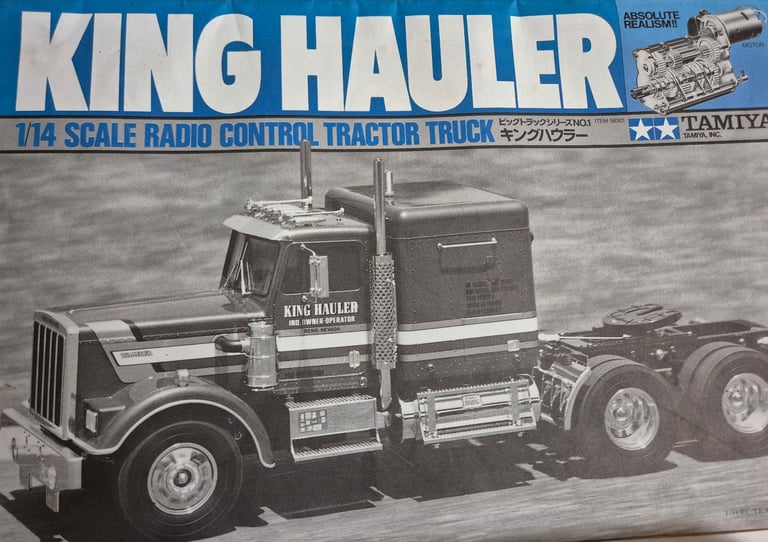 KING HAULER
ABSOLUTE
REALISM!!
MOTOR
1/14 SCALE RADIO CONTROL TRACTOR TRUCK
ビッグトラックシリーズNO.1
ITEM 58301
キングハウラー
TAMIYA
TAMIYA, INC.
KING HAULER
IND. OWNER-OPERATOR
RENO, NEVADA